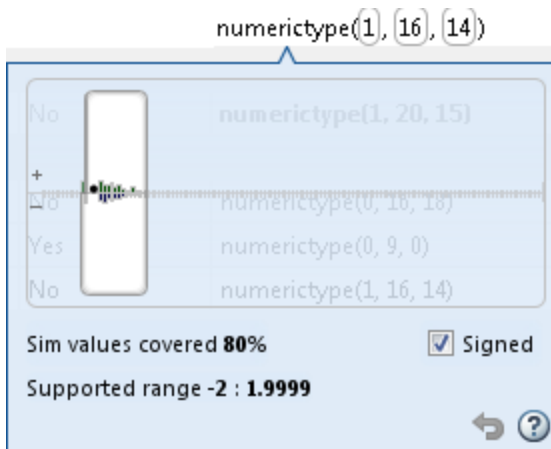 numerictype(1, 16, 14)
No numerictype(1, 20, 15)
+
–
No numerictype(0, 16, 18)
Yes numerictype(0, 9, 0)
No numerictype(1, 16, 14)
Sim values covered 80% Signed
Supported range -2 : 1.9999
?